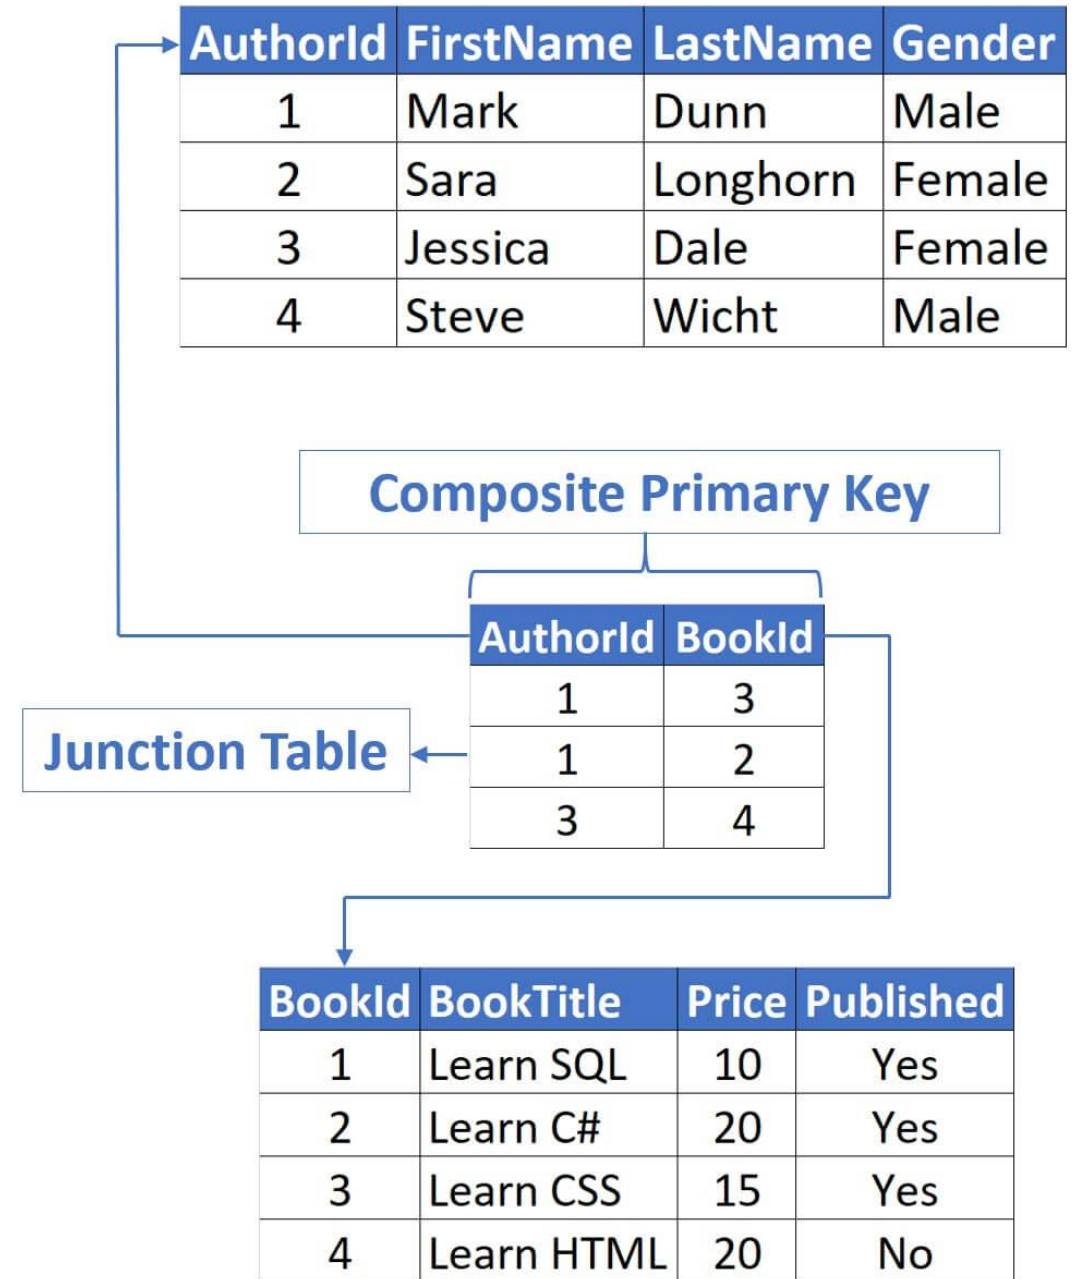 AuthorId FirstName LastName Gender
1 Mark Dunn Male
2 Sara Longhorn Female
3 Jessica Dale Female
4 Steve Wicht Male
Composite Primary Key
AuthorId BookId
1 3
Junction Table
1 2
3 4
BookId BookTitle Price Published
1 Learn SQL 10 Yes
2 Learn C# 20 Yes
3 Learn CSS 15 Yes
4 Learn HTML 20 No